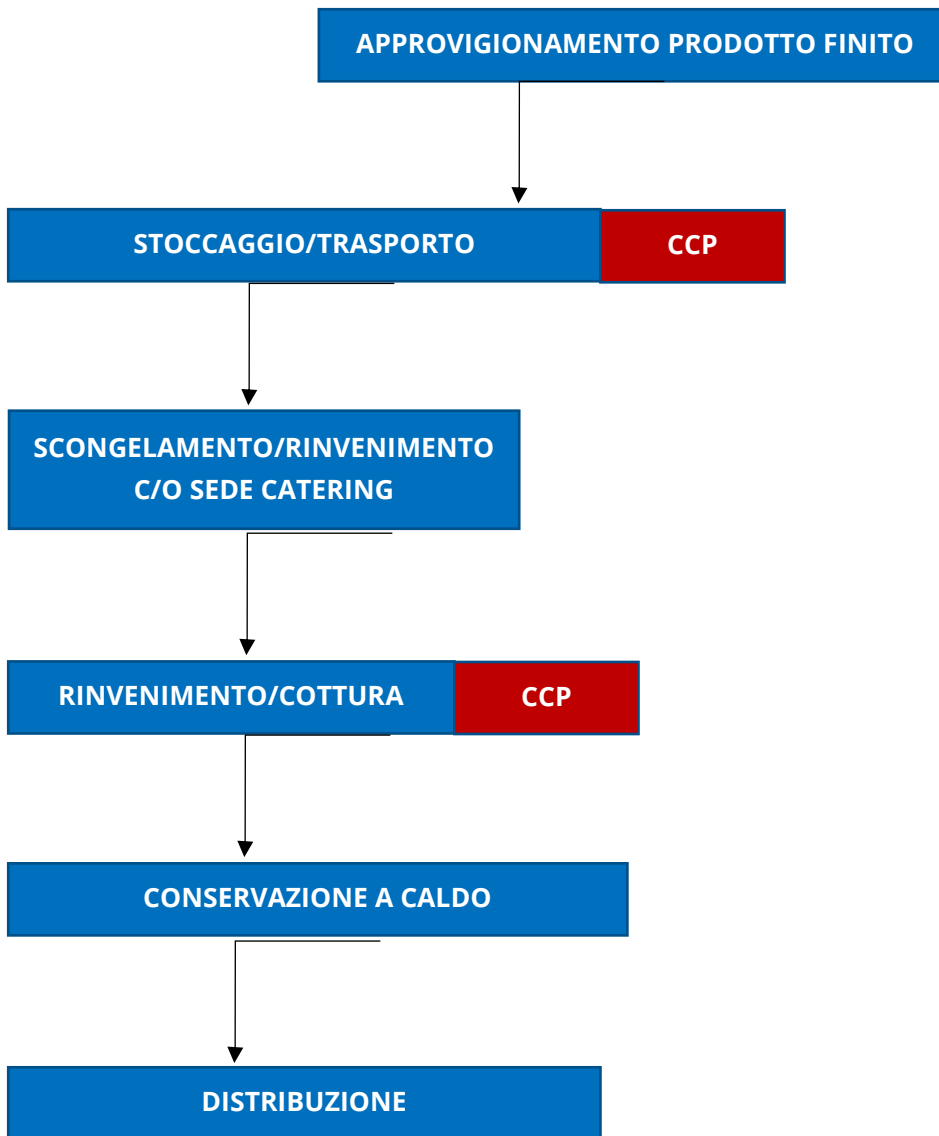 APPROVIGIONAMENTO PRODOTTO FINITO
STOCCAGGIO/TRASPORTO CCP
SCONGELAMENTO/RINVENIMENTO
C/O SEDE CATERING
RINVENIMENTO/COTTURA CCP
CONSERVAZIONE A CALDO
DISTRIBUZIONE